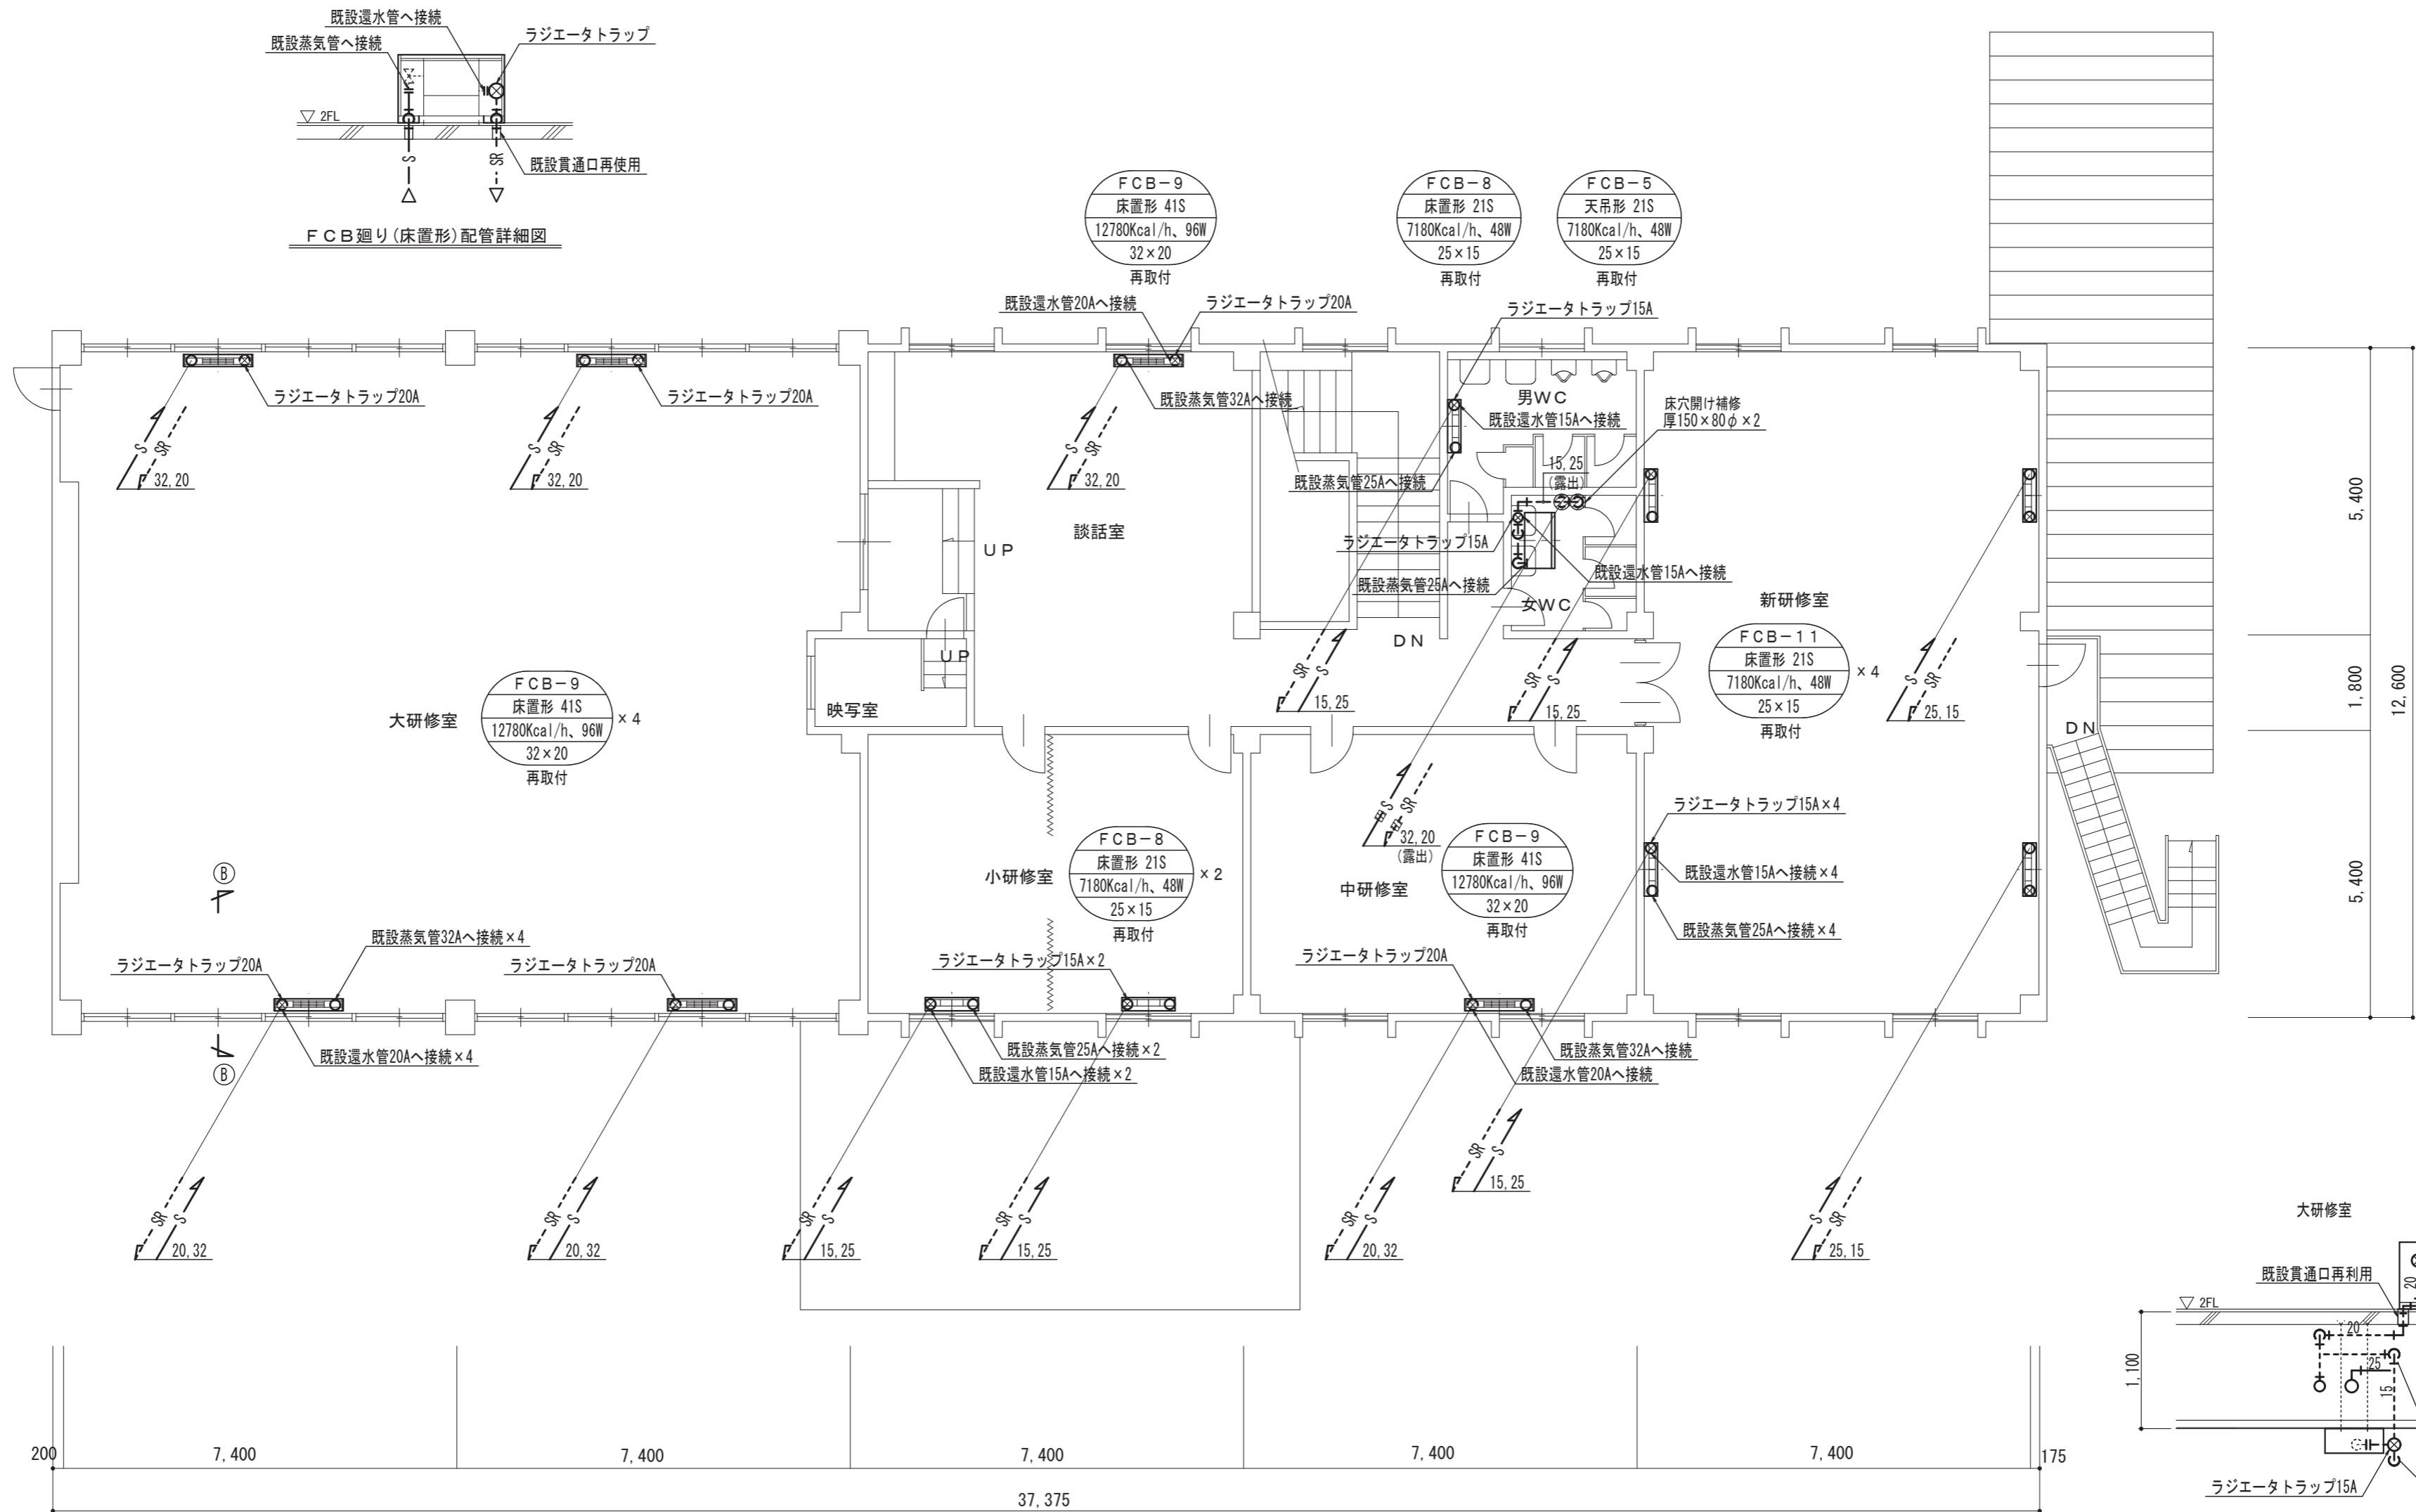 既設還水管へ接続
既設蒸気管へ接続
ラジエータトラップ
▽ 2FL
S
SR
既設貫通口再使用
FCB廻り(床置形)配管詳細図
FCB-9
床置形 41S
12780Kcal/h、96W
32×20
再取付
FCB-8
床置形 21S
7180Kcal/h、48W
25×15
再取付
FCB-5
天吊形 21S
7180Kcal/h、48W
25×15
再取付
既設還水管20Aへ接続
ラジエータトラップ20A
ラジエータトラップ15A
ラジエータトラップ20A
ラジエータトラップ20A
既設蒸気管32Aへ接続
男WC
既設還水管15Aへ接続
床穴開け補修
厚150×80φ×2
S
SR
32,20
S
SR
32,20
S
SR
32,20
既設蒸気管25Aへ接続
15,25
(露出)
談話室
UP
ラジエータトラップ15A
既設蒸気管25Aへ接続
既設還水管15Aへ接続
女WC
新研修室
DN
UP
FCB-11
床置形 21S
7180Kcal/h、48W
25×15
再取付
×4
大研修室
FCB-9
床置形 41S
12780Kcal/h、96W
32×20
再取付
×4
映写室
SR
S
15,25
SR
S
15,25
S
SR
25,15
DN
5,400
1,800
5,400
12,600
S
SR
32,20
(露出)
小研修室
FCB-8
床置形 21S
7180Kcal/h、48W
25×15
再取付
×2
中研修室
FCB-9
床置形 41S
12780Kcal/h、96W
32×20
再取付
ラジエータトラップ15A×4
既設還水管15Aへ接続×4
既設蒸気管25Aへ接続×4
B
既設蒸気管32Aへ接続×4
ラジエータトラップ20A
ラジエータトラップ20A
ラジエータトラップ15A×2
ラジエータトラップ20A
既設還水管20Aへ接続×4
B
既設蒸気管25Aへ接続×2
既設還水管15Aへ接続×2
既設蒸気管32Aへ接続
既設還水管20Aへ接続
SR
S
15,25
SR
S
20,32
SR
S
20,32
SR
S
15,25
SR
S
15,25
SR
S
20,32
S
SR
25,15
大研修室
既設貫通口再利用
▽ 2FL
20
20
25
15
1,100
ラジエータトラップ15A
200
7,400
7,400
7,400
7,400
7,400
175
37,375